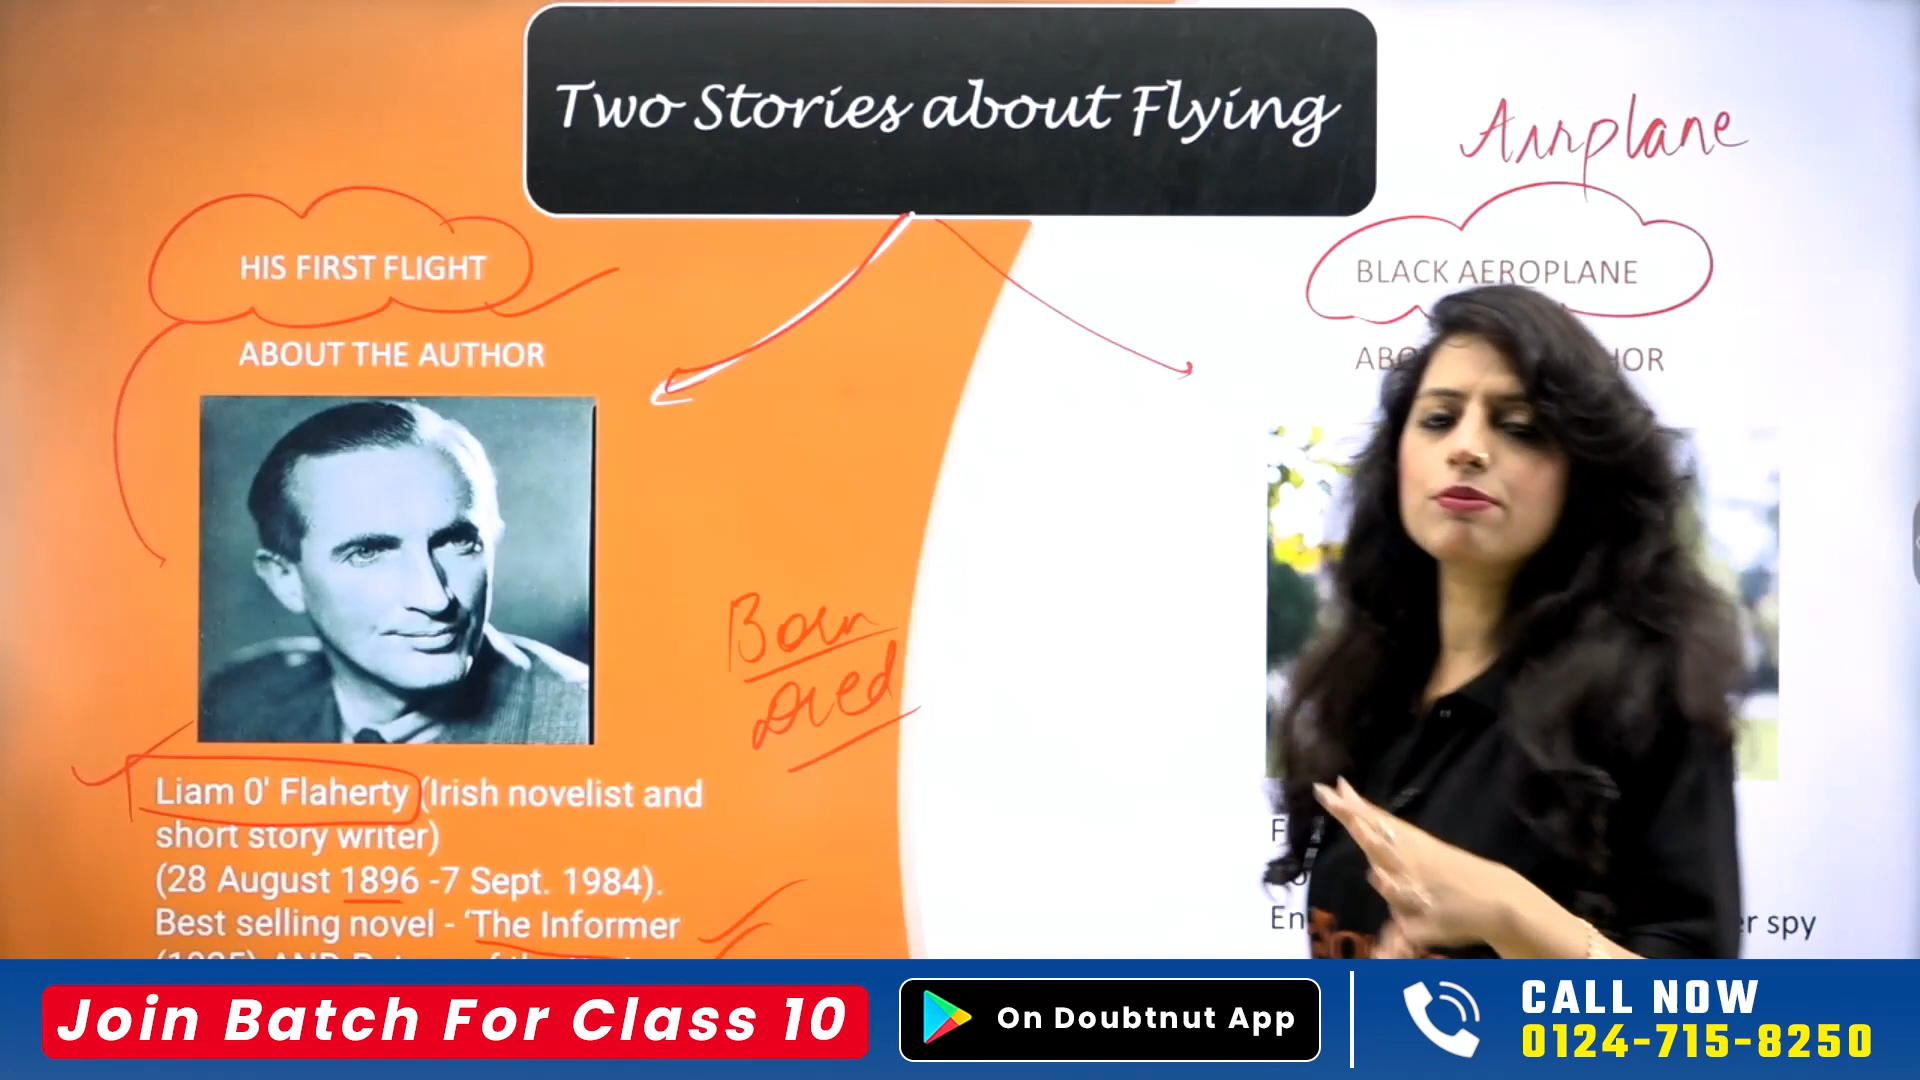 Two Stories about Flying
Airplane
HIS FIRST FLIGHT
ABOUT THE AUTHOR
Liam 0' Flaherty (Irish novelist and
short story writer)
(28 August 1896 -7 Sept. 1984).
Best selling novel - ‘The Informer
Born
Died
BLACK AEROPLANE
spy
Join Batch For Class 10
On Doubtnut App
CALL NOW
0124-715-8250